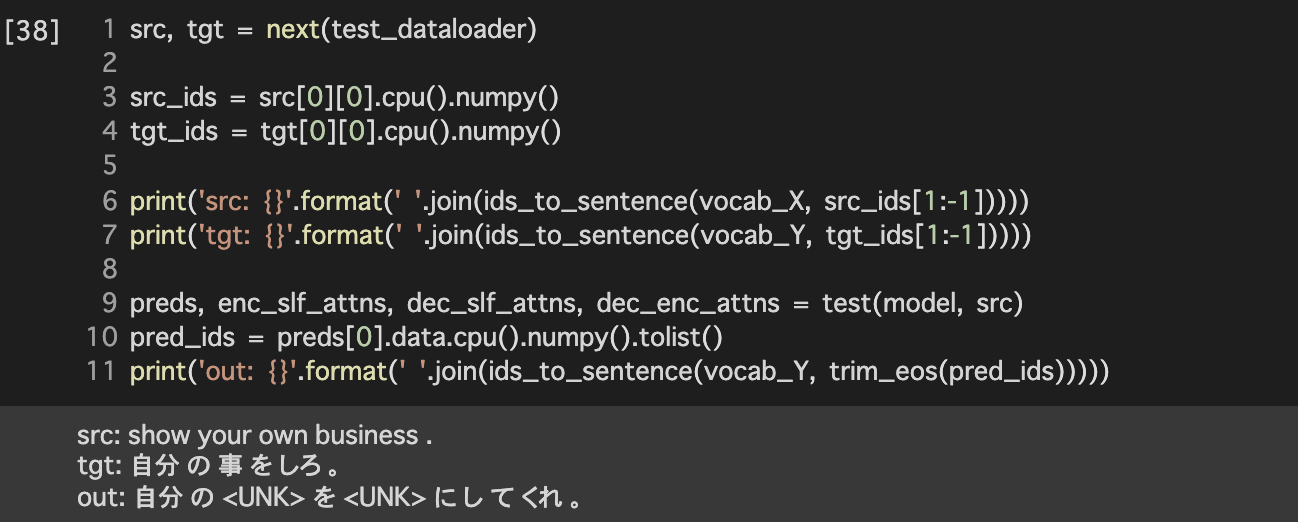 [38] 1 src, tgt = next(test_dataloader)
2
3 src_ids = src[0][0].cpu().numpy()
4 tgt_ids = tgt[0][0].cpu().numpy()
5
6 print('src: {}'.format(' '.join(ids_to_sentence(vocab_X, src_ids[1:-1]))))
7 print('tgt: {}'.format(' '.join(ids_to_sentence(vocab_Y, tgt_ids[1:-1]))))
8
9 preds, enc_slf_attns, dec_slf_attns, dec_enc_attns = test(model, src)
10 pred_ids = preds[0].data.cpu().numpy().tolist()
11 print('out: {}'.format(' '.join(ids_to_sentence(vocab_Y, trim_eos(pred_ids)))))
src: show your own business .
tgt: 自分 の 事 を しろ 。
out: 自分 の <UNK> を <UNK> に し て くれ 。